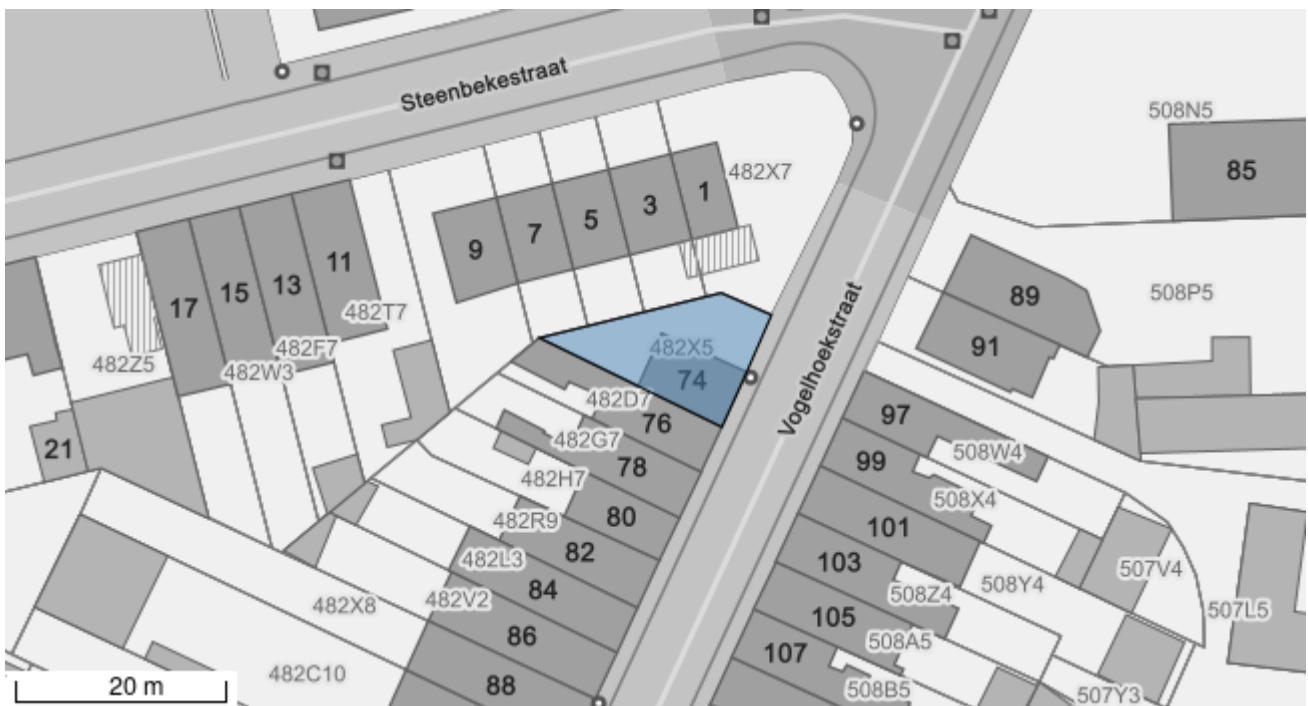 Steenbekestraat
508N5
85
482X7
1
3
5
7
9
11
13
15
17
89
508P5
482T7
482F7
482W3
482Z5
91
482X5
74
Vogelhoekstraat
482D7
76
97
508W4
21
482G7
78
99
482H7
508X4
80
482R9
101
82
482L3
103
507V4
84
508Y4
508Z4
482V2
482X8
105
507L5
86
508A5
107
482C10
88
508B5
507Y3
20 m